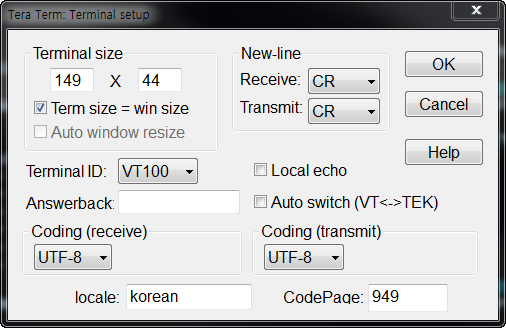 Tera Term: Terminal setup
Terminal size
149 X 44
Term size = win size
Auto window resize
New-line
Receive: CR
Transmit: CR
OK
Cancel
Help
Terminal ID: VT100
Local echo
Answerback:
Auto switch (VT<->TEK)
Coding (receive)
UTF-8
Coding (transmit)
UTF-8
locale: korean
CodePage: 949